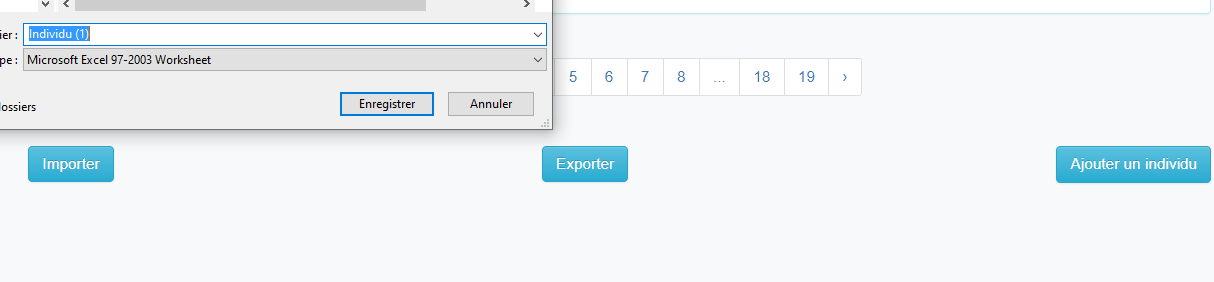 ier : Individu (1)
pe : Microsoft Excel 97-2003 Worksheet
5 6 7 8 ... 18 19 ›
lossiers Enregistrer Annuler
Importer Exporter Ajouter un individu